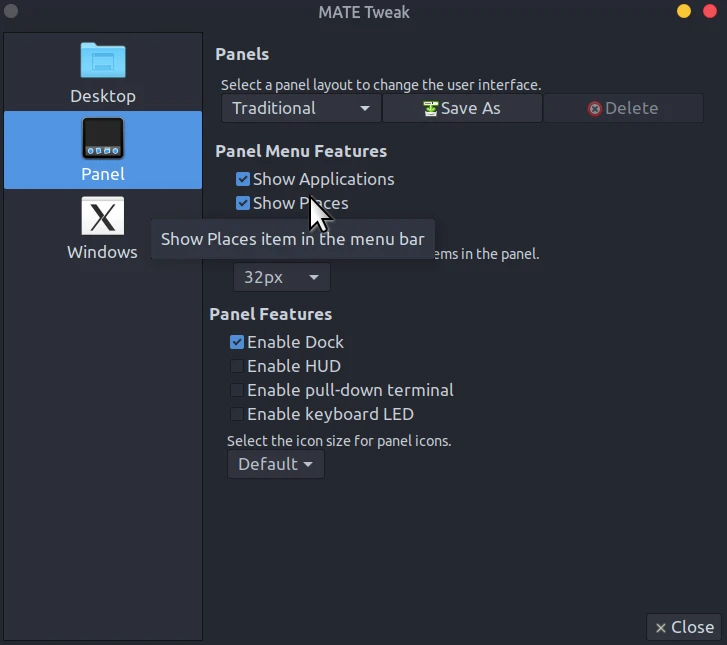 MATE Tweak
Desktop
Panel
Windows
Panels
Select a panel layout to change the user interface.
Traditional
Save As
Delete
Panel Menu Features
Show Applications
Show Places
Show Places item in the menu bar
ems in the panel.
32px
Panel Features
Enable Dock
Enable HUD
Enable pull-down terminal
Enable keyboard LED
Select the icon size for panel icons.
Default
Close